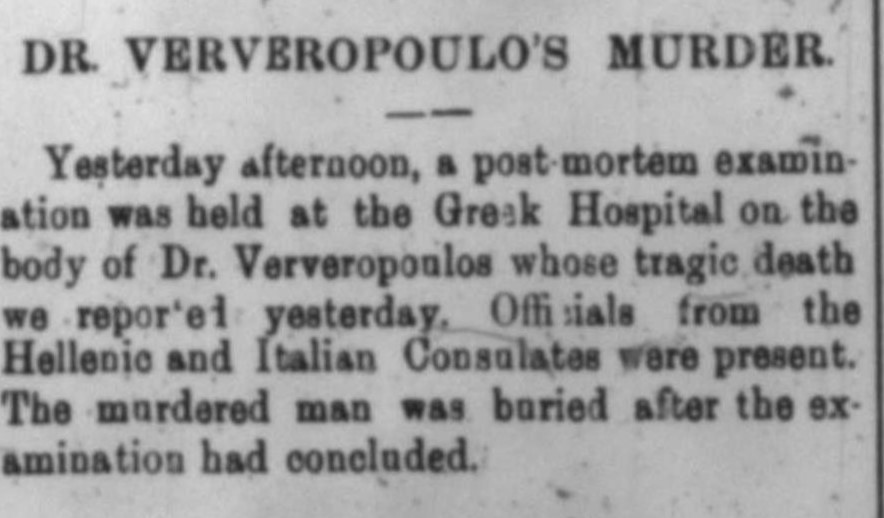 DR. VERVEROPOULO'S MURDER.
Yesterday afternoon, a post-mortem examin-
ation was held at the Greek Hospital on the
body of Dr. Ververopoulos whose tragic death
we reported yesterday. Officials from the
Hellenic and Italian Consulates were present.
The murdered man was buried after the ex-
amination had concluded.